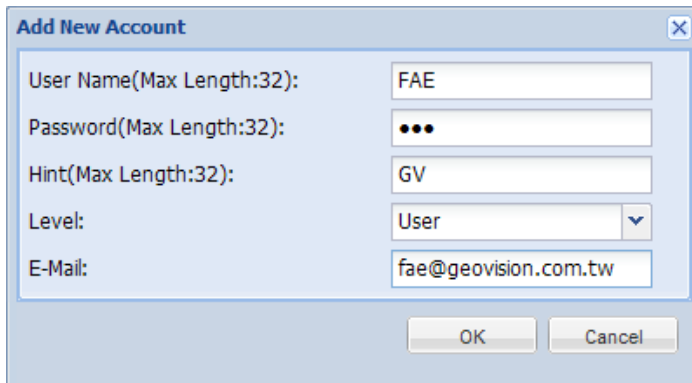 Add New Account
User Name(Max Length:32): FAE
Password(Max Length:32): •••
Hint(Max Length:32): GV
Level: User
E-Mail: fae@geovision.com.tw
OK Cancel